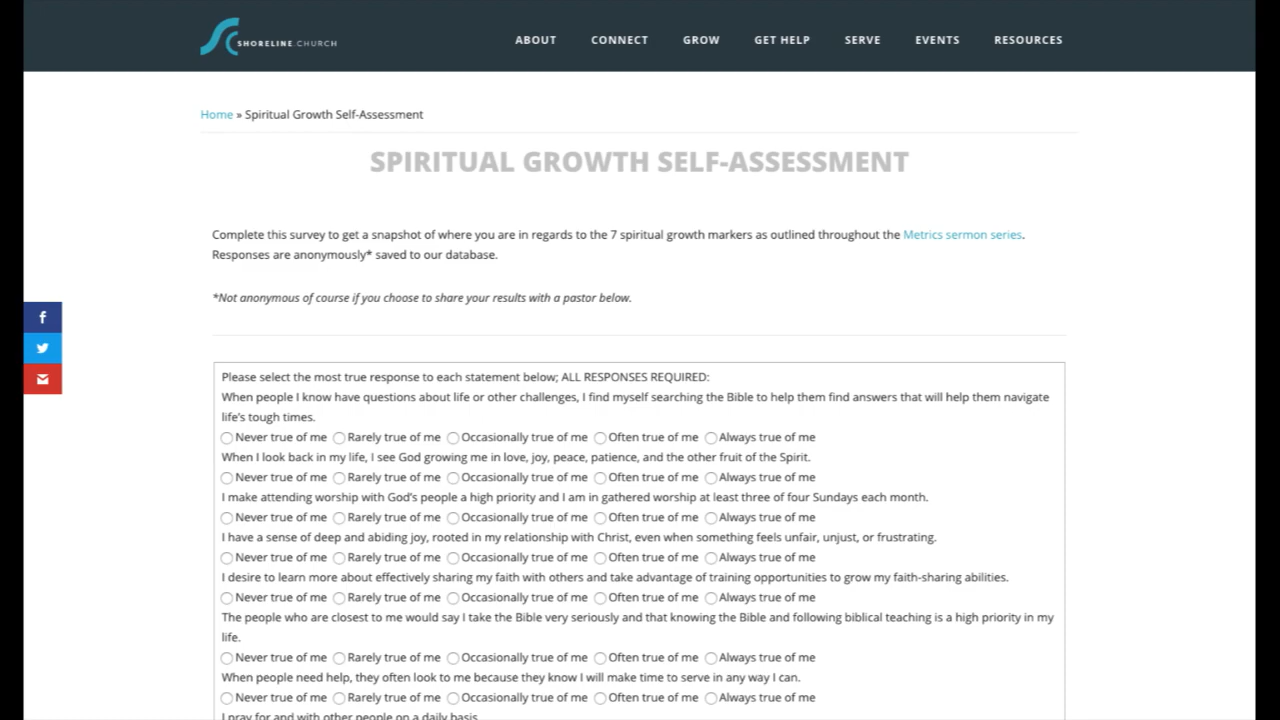 SHORELINE.CHURCH
ABOUT CONNECT GROW GET HELP SERVE EVENTS RESOURCES
Home » Spiritual Growth Self-Assessment
SPIRITUAL GROWTH SELF-ASSESSMENT
Complete this survey to get a snapshot of where you are in regards to the 7 spiritual growth markers as outlined throughout the Metrics sermon series.
Responses are anonymously* saved to our database.
*Not anonymous of course if you choose to share your results with a pastor below.
Please select the most true response to each statement below; ALL RESPONSES REQUIRED:
When people I know have questions about life or other challenges, I find myself searching the Bible to help them find answers that will help them navigate
life's tough times.
Never true of me Rarely true of me Occasionally true of me Often true of me Always true of me
When I look back in my life, I see God growing me in love, joy, peace, patience, and the other fruit of the Spirit.
Never true of me Rarely true of me Occasionally true of me Often true of me Always true of me
I make attending worship with God's people a high priority and I am in gathered worship at least three of four Sundays each month.
Never true of me Rarely true of me Occasionally true of me Often true of me Always true of me
I have a sense of deep and abiding joy, rooted in my relationship with Christ, even when something feels unfair, unjust, or frustrating.
Never true of me Rarely true of me Occasionally true of me Often true of me Always true of me
I desire to learn more about effectively sharing my faith with others and take advantage of training opportunities to grow my faith-sharing abilities.
Never true of me Rarely true of me Occasionally true of me Often true of me Always true of me
The people who are closest to me would say I take the Bible very seriously and that knowing the Bible and following biblical teaching is a high priority in my
life.
Never true of me Rarely true of me Occasionally true of me Often true of me Always true of me
When people need help, they often look to me because they know I will make time to serve in any way I can.
Never true of me Rarely true of me Occasionally true of me Often true of me Always true of me
I pray for and with other people on a daily basis.